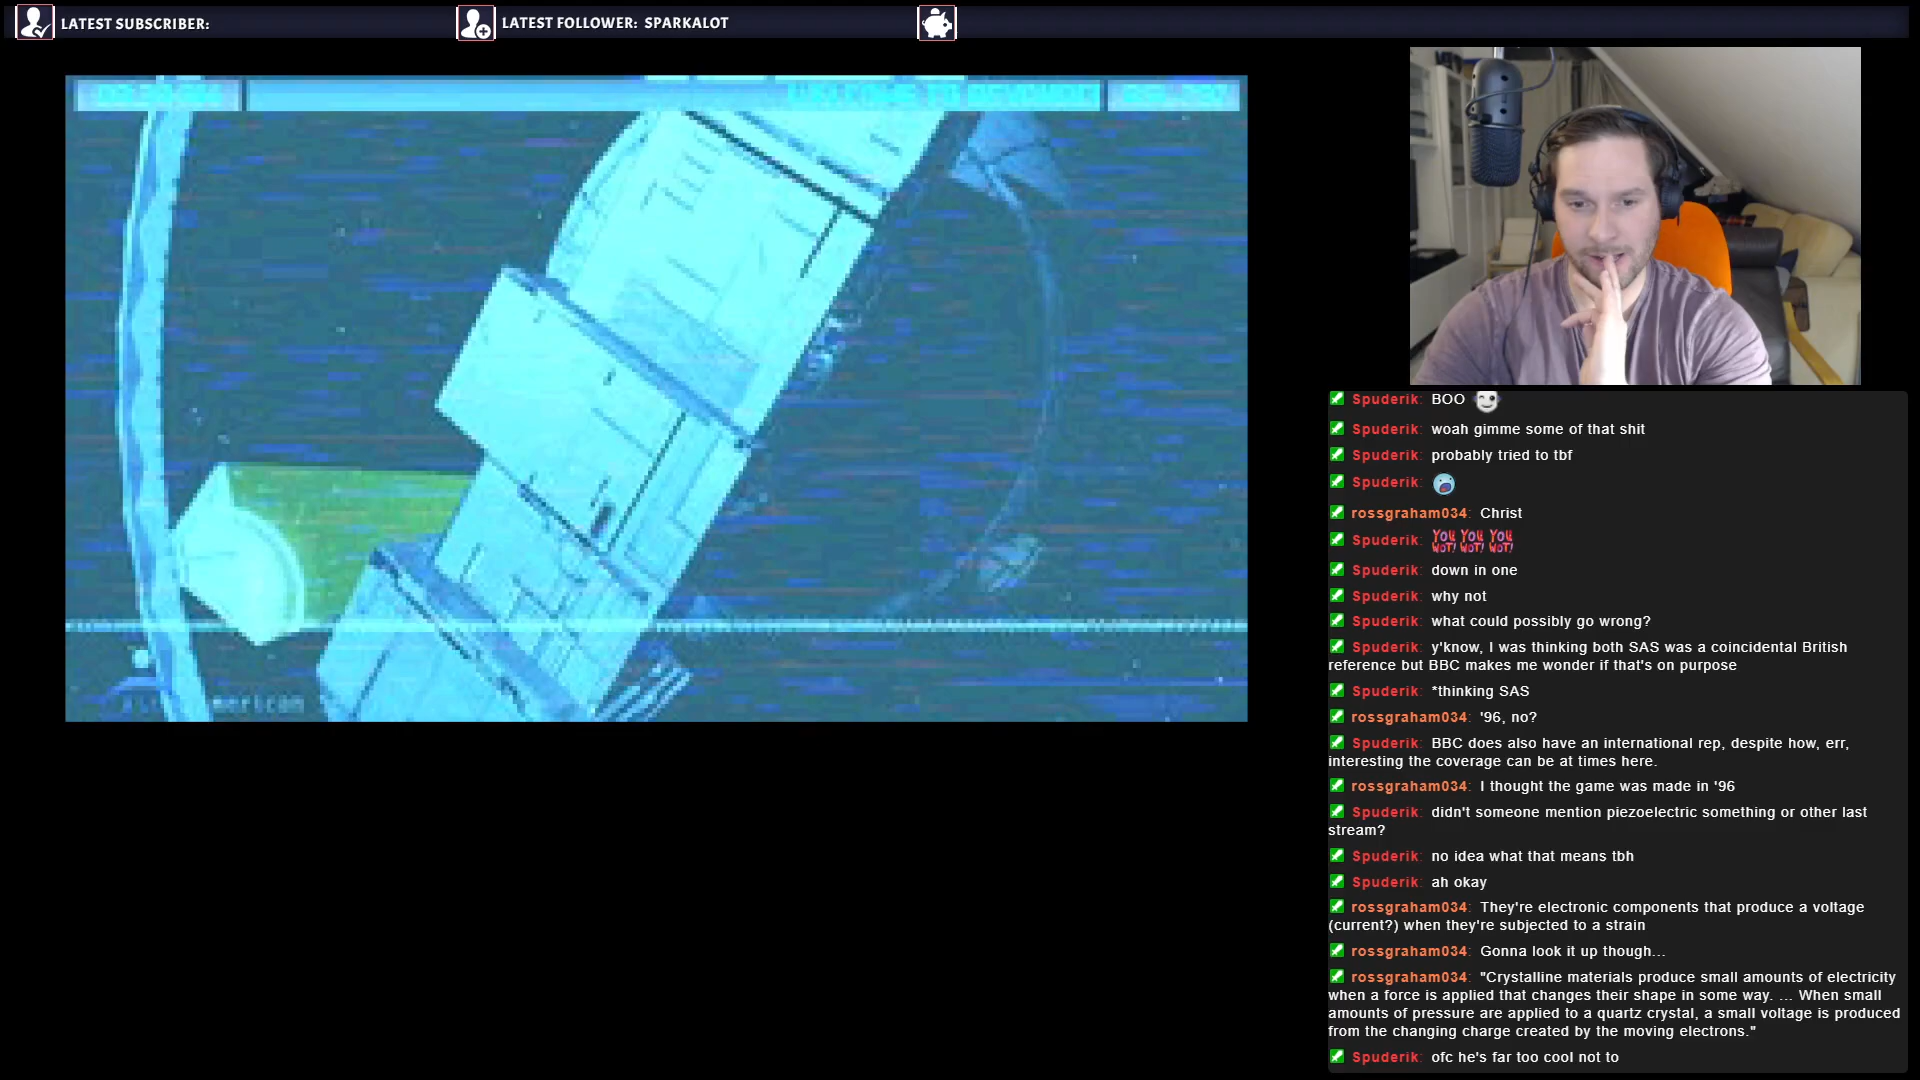 LATEST SUBSCRIBER:
LATEST FOLLOWER: SPARKALOT
Spuderik: BOO
Spuderik: woah gimme some of that shit
Spuderik: probably tried to tbf
Spuderik:
rossgraham034: Christ
Spuderik: YOU WOT! YOU WOT! YOU WOT!
Spuderik: down in one
Spuderik: why not
Spuderik: what could possibly go wrong?
Spuderik: y'know, I was thinking both SAS was a coincidental British
reference but BBC makes me wonder if that's on purpose
Spuderik: *thinking SAS
rossgraham034: '96, no?
Spuderik: BBC does also have an international rep, despite how, err,
interesting the coverage can be at times here.
rossgraham034: I thought the game was made in '96
Spuderik: didn't someone mention piezoelectric something or other last
stream?
Spuderik: no idea what that means tbh
Spuderik: ah okay
rossgraham034: They're electronic components that produce a voltage
(current?) when they're subjected to a strain
rossgraham034: Gonna look it up though...
rossgraham034: "Crystalline materials produce small amounts of electricity
when a force is applied that changes their shape in some way. ... When small
amounts of pressure are applied to a quartz crystal, a small voltage is produced
from the changing charge created by the moving electrons."
Spuderik: ofc he's far too cool not to